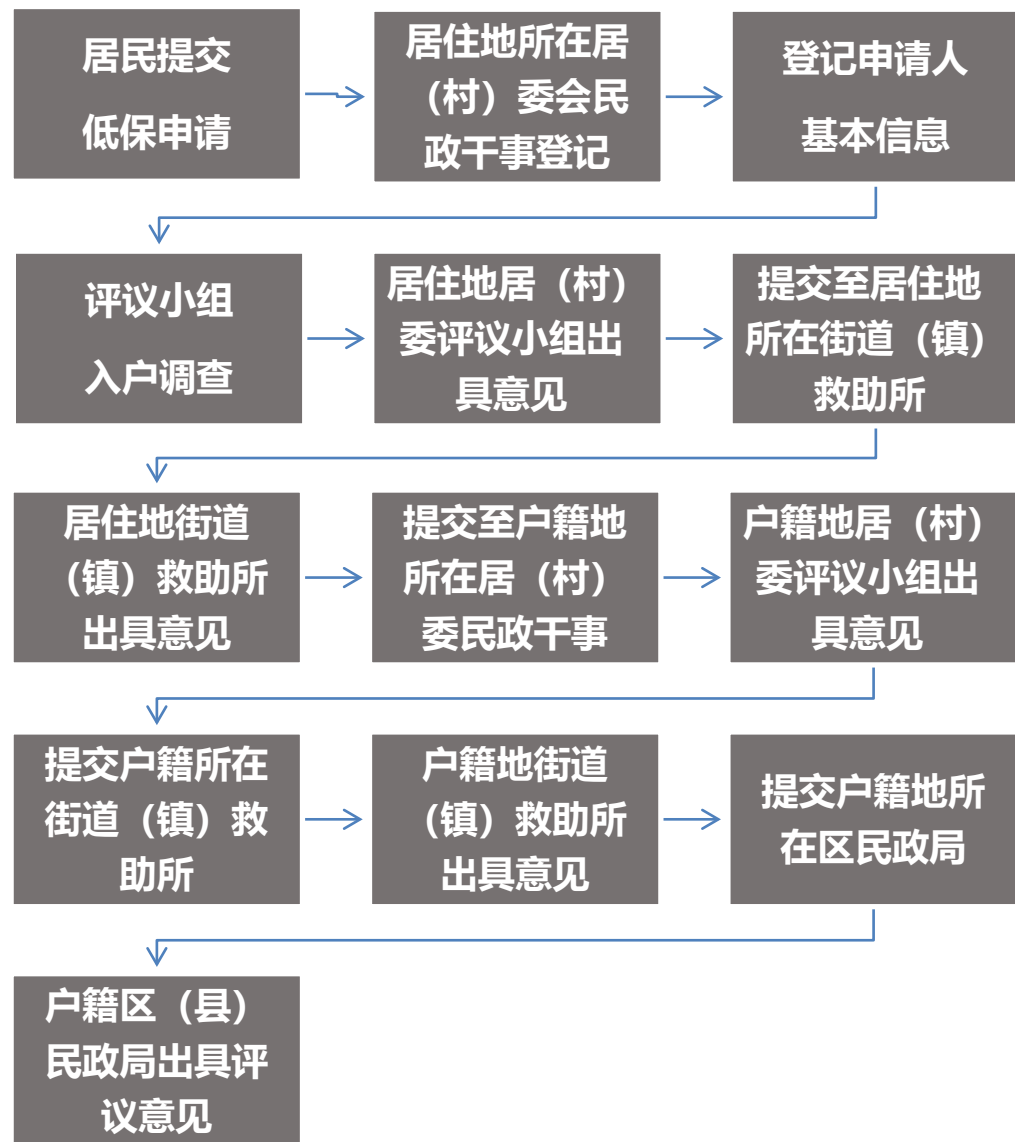 居民提交
低保申请
居住地所在居
（村）委会民
政干事登记
登记申请人
基本信息
评议小组
入户调查
居住地居（村）
委评议小组出
具意见
提交至居住地
所在街道（镇）
救助所
居住地街道
（镇）救助所
出具意见
提交至户籍地
所在居（村）
委民政干事
户籍地居（村）
委评议小组出
具意见
提交户籍所在
街道（镇）救
助所
户籍地街道
（镇）救助所
出具意见
提交户籍地所
在区民政局
户籍区（县）
民政局出具评
议意见